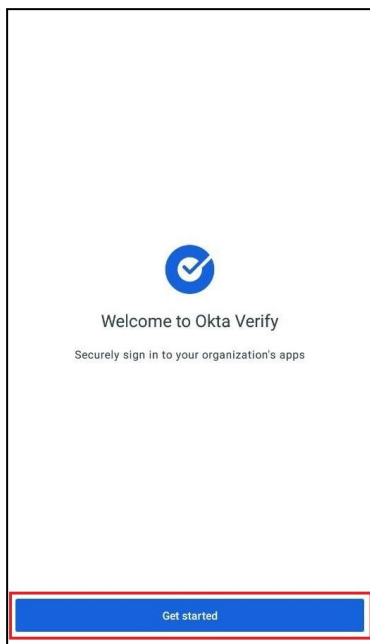 Welcome to Okta Verify
Securely sign in to your organization's apps
Get started